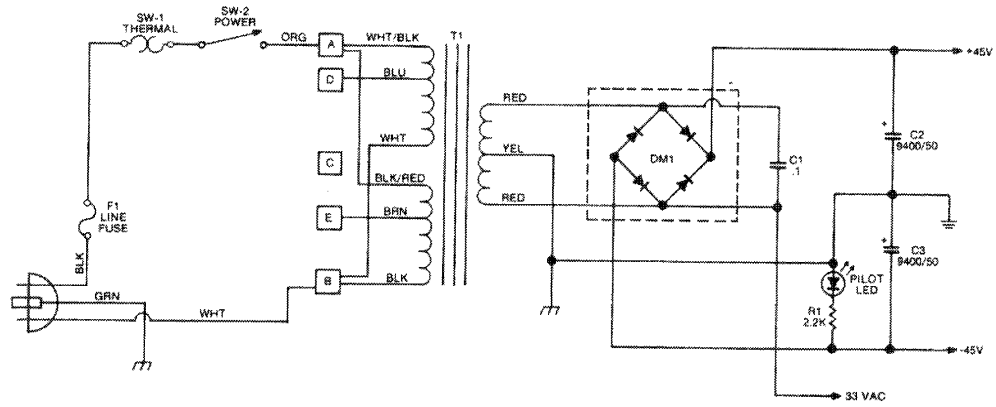 SW-1
THERMAL
SW-2
POWER
ORG
A
WHT/BLK
T1
D
BLU
WHT
C
BLK/RED
E
BRN
B
BLK
F1
LINE
FUSE
BLK
GRN
WHT
RED
YEL
RED
DM1
C1
.1
+45V
+
C2
9400/50
+
C3
9400/50
PILOT
LED
R1
2.2K
-45V
33 VAC